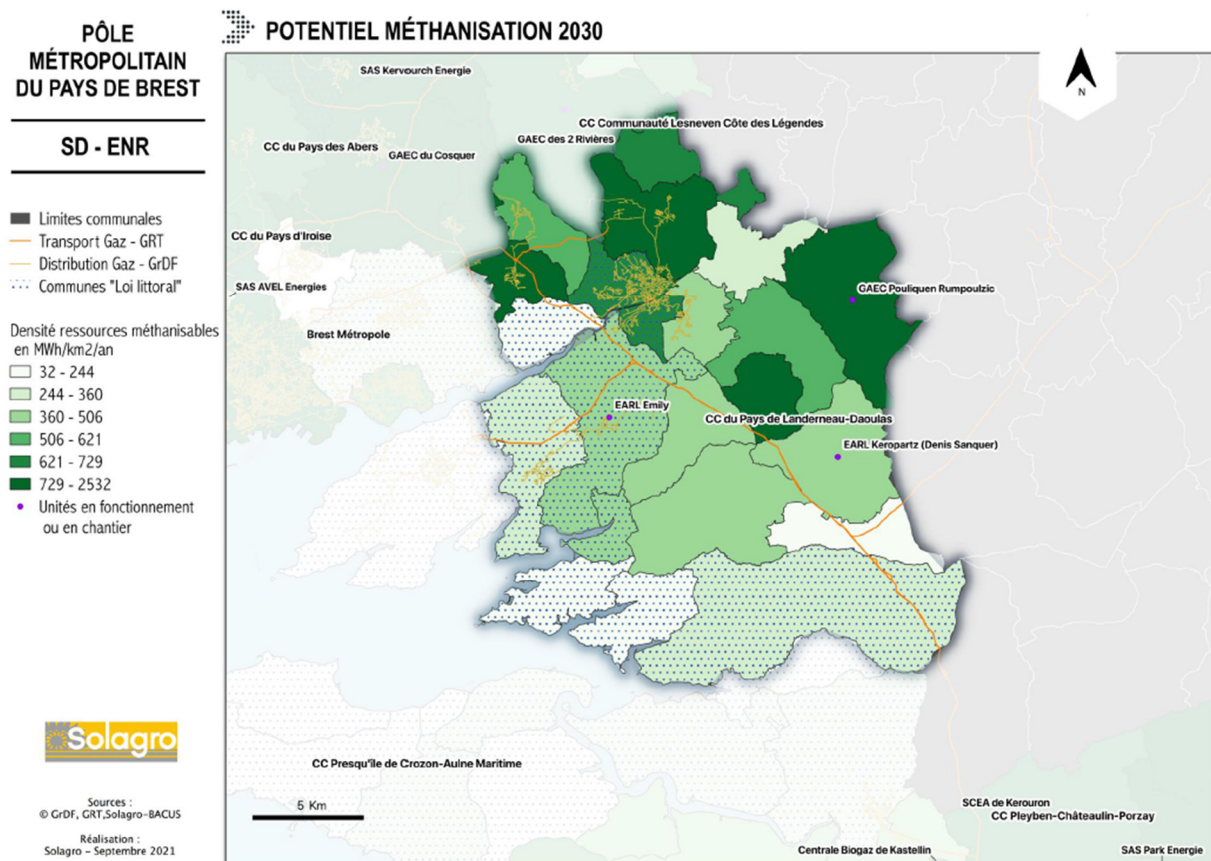 PÔLE
MÉTROPOLITAIN
DU PAYS DE BREST
SD - ENR
POTENTIEL MÉTHANISATION 2030
Limites communales
Transport Gaz - GRT
Distribution Gaz - GrDF
Communes "Loi littoral"
Densité ressources méthanisables
en MWh/km2/an
32 - 244
244 - 360
360 - 506
506 - 621
621 - 729
729 - 2532
Unités en fonctionnement
ou en chantier
Solagro
Sources :
© GrDF, GRT,Solagro-BACUS
Réalisation :
Solagro - Septembre 2021
N
SAS Kervourch Energie
CC Communauté Lesneven Côte des Légendes
GAEC des 2 Rivières
CC du Pays des Abers
GAEC du Cosquer
CC du Pays d'Iroise
SAS AVEL Energies
GAEC Pouliquen Rumpoulzic
Brest Métropole
EARL Emily
CC du Pays de Landerneau-Daoulas
EARL Keropartz (Denis Sanquer)
CC Presqu'île de Crozon-Aulne Maritime
5 Km
SCEA de Kerouron
CC Pleyben-Châteaulin-Porzay
Centrale Biogaz de Kastellin
SAS Park Energie